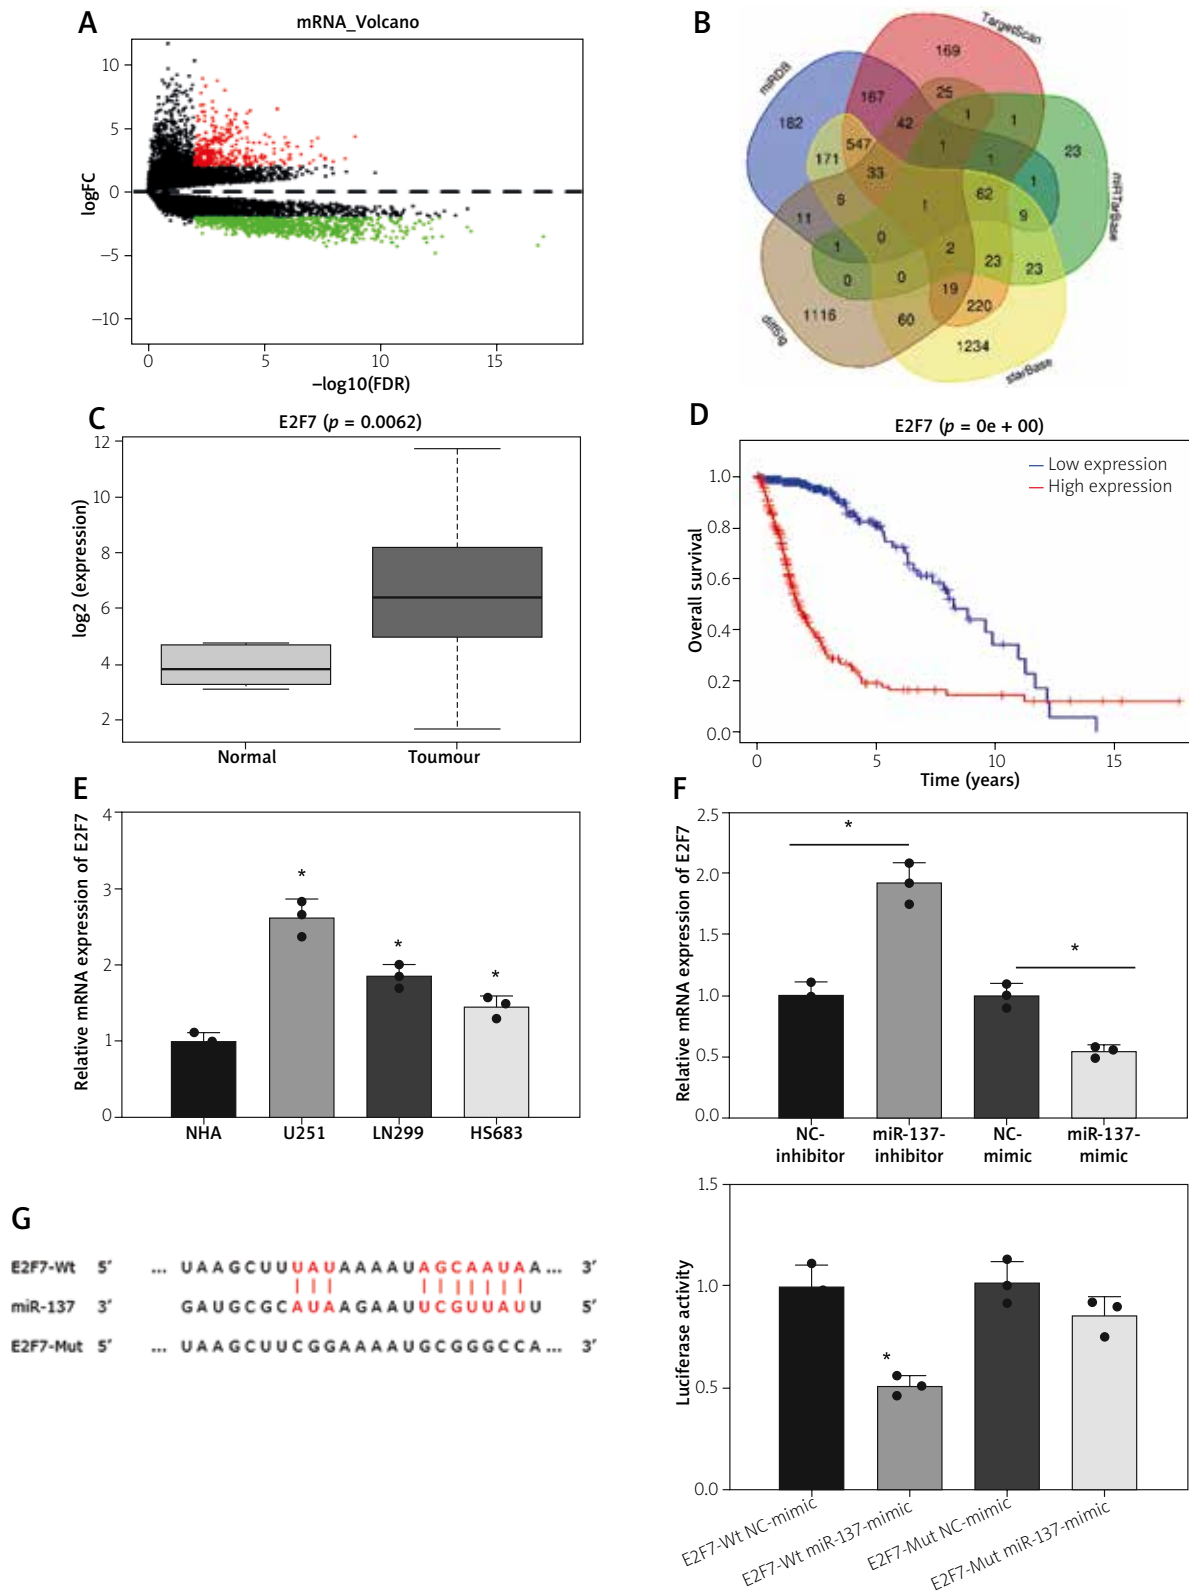 A
mRNA_Volcano
logFC
10
5
0
−5
−10
0
5
10
15
−log10(FDR)
B
miRDB
TargetScan
miRTarBase
starBase
diffSig
169
182
167
25
42
1
1
23
171
547
1
1
1
33
62
9
9
11
1
1
0
2
23
23
0
0
19
220
1116
60
1234
C
E2F7 (p = 0.0062)
log2 (expression)
12
10
8
6
4
2
Normal
Toumour
D
E2F7 (p = 0e + 00)
Low expression
High expression
Overall survival
1.0
0.8
0.6
0.4
0.2
0.0
0
5
10
15
Time (years)
E
Relative mRNA expression of E2F7
4
3
2
1
0
*
*
*
NHA
U251
LN299
HS683
F
Relative mRNA expression of E2F7
2.5
2.0
1.5
1.0
0.5
0.0
*
*
NC-
inhibitor
miR-137-
inhibitor
NC-
mimic
miR-137-
mimic
G
E2F7-Wt 5′ ... UAAGCUUUAUAAAAUAGCAAUAA... 3′
miR-137 3′ GAUGCGCAUAAGAAUUCGUUAUU 5′
E2F7-Mut 5′ ... UAAGCUUCGGAAAAUGCGGGCCA... 3′
Luciferase activity
1.5
1.0
0.5
0.0
*
E2F7-Wt NC-mimic
E2F7-Wt miR-137-mimic
E2F7-Mut NC-mimic
E2F7-Mut miR-137-mimic